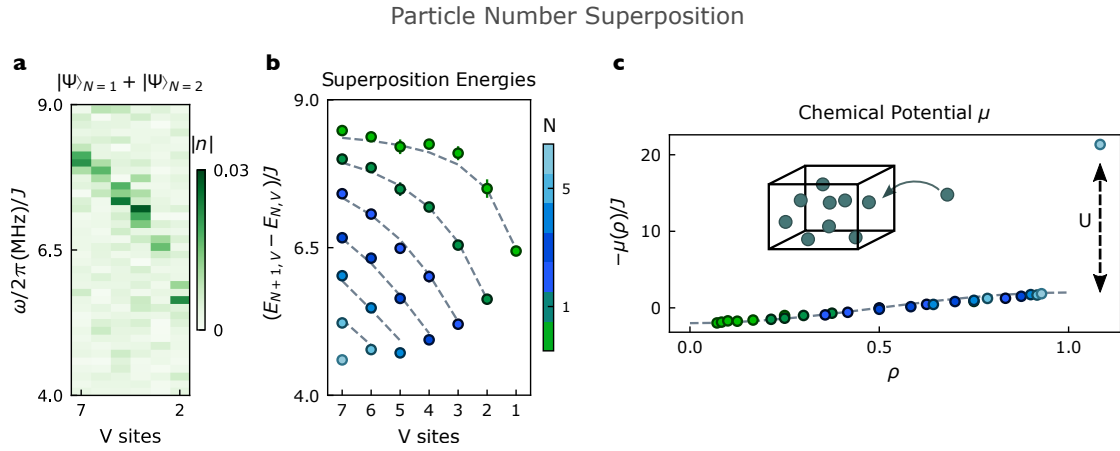 Particle Number Superposition
a
|Ψ⟩N=1 + |Ψ⟩N=2
9.0
6.5
4.0
ω/2π(MHz)/J
7
2
V sites
|n|
0.03
0
b
Superposition Energies
9.0
6.5
4.0
(E_{N+1,V} − E_{N,V})/J
7 6 5 4 3 2 1
V sites
N
5
1
c
Chemical Potential μ
20
10
0
−μ(ρ)/J
U
0.0 0.5 1.0
ρ